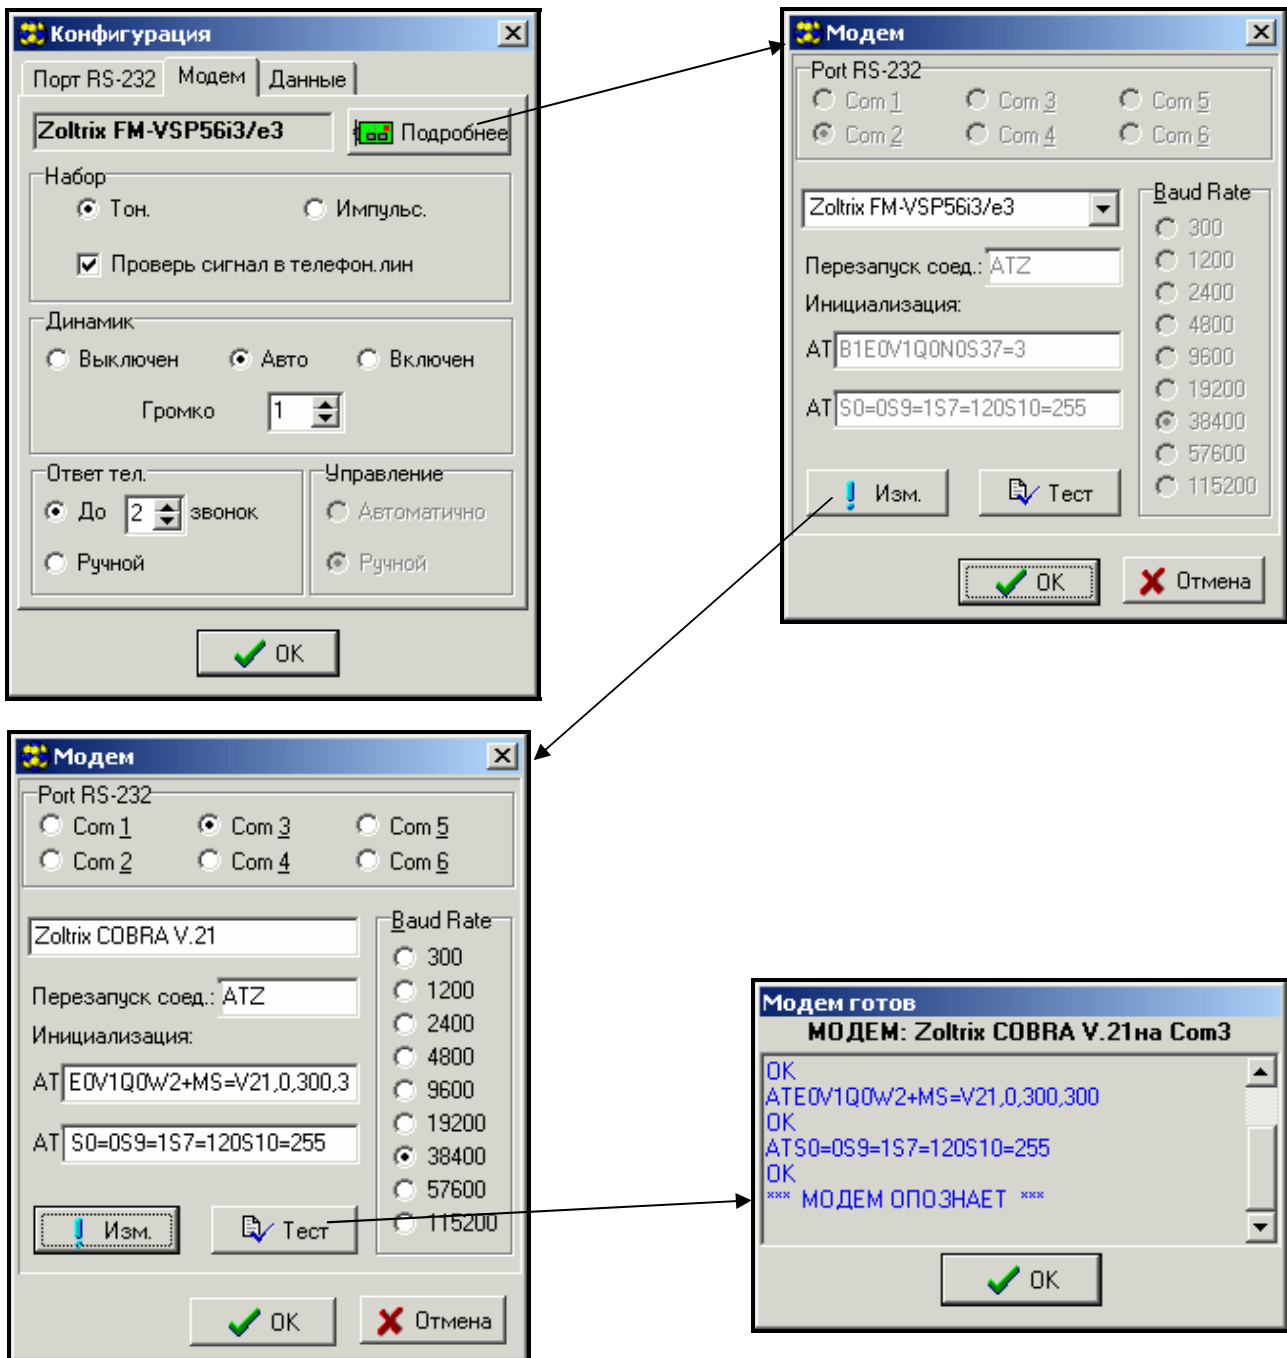 Конфигурация
Порт RS-232 Модем Данные
Zoltrix FM-VSP56i3/e3 Подробнее
Набор
Тон. Импульс.
Проверь сигнал в телефон.лин
Динамик
Выключен Авто Включен
Громко 1
Ответ тел. Управление
До 2 звонок Автоматично
Ручной Ручной
OK
Модем
Port RS-232
Com 1 Com 3 Com 5
Com 2 Com 4 Com 6
Zoltrix FM-VSP56i3/e3
Baud Rate
300
1200
2400
4800
9600
19200
38400
57600
115200
Перезапуск соед.: ATZ
Инициализация:
AT B1E0V1Q0N0S37=3
AT S0=0S9=1S7=120S10=255
Изм. Тест
OK Отмена
Модем
Port RS-232
Com 1 Com 3 Com 5
Com 2 Com 4 Com 6
Zoltrix COBRA V.21
Baud Rate
300
1200
2400
4800
9600
19200
38400
57600
115200
Перезапуск соед.: ATZ
Инициализация:
AT E0V1Q0W2+MS=V21,0,300,3
AT S0=0S9=1S7=120S10=255
Изм. Тест
OK Отмена
Модем готов
МОДЕМ: Zoltrix COBRA V.21на Com3
OK
ATE0V1Q0W2+MS=V21,0,300,300
OK
ATS0=0S9=1S7=120S10=255
OK
*** МОДЕМ ОПОЗНАЕТ ***
OK